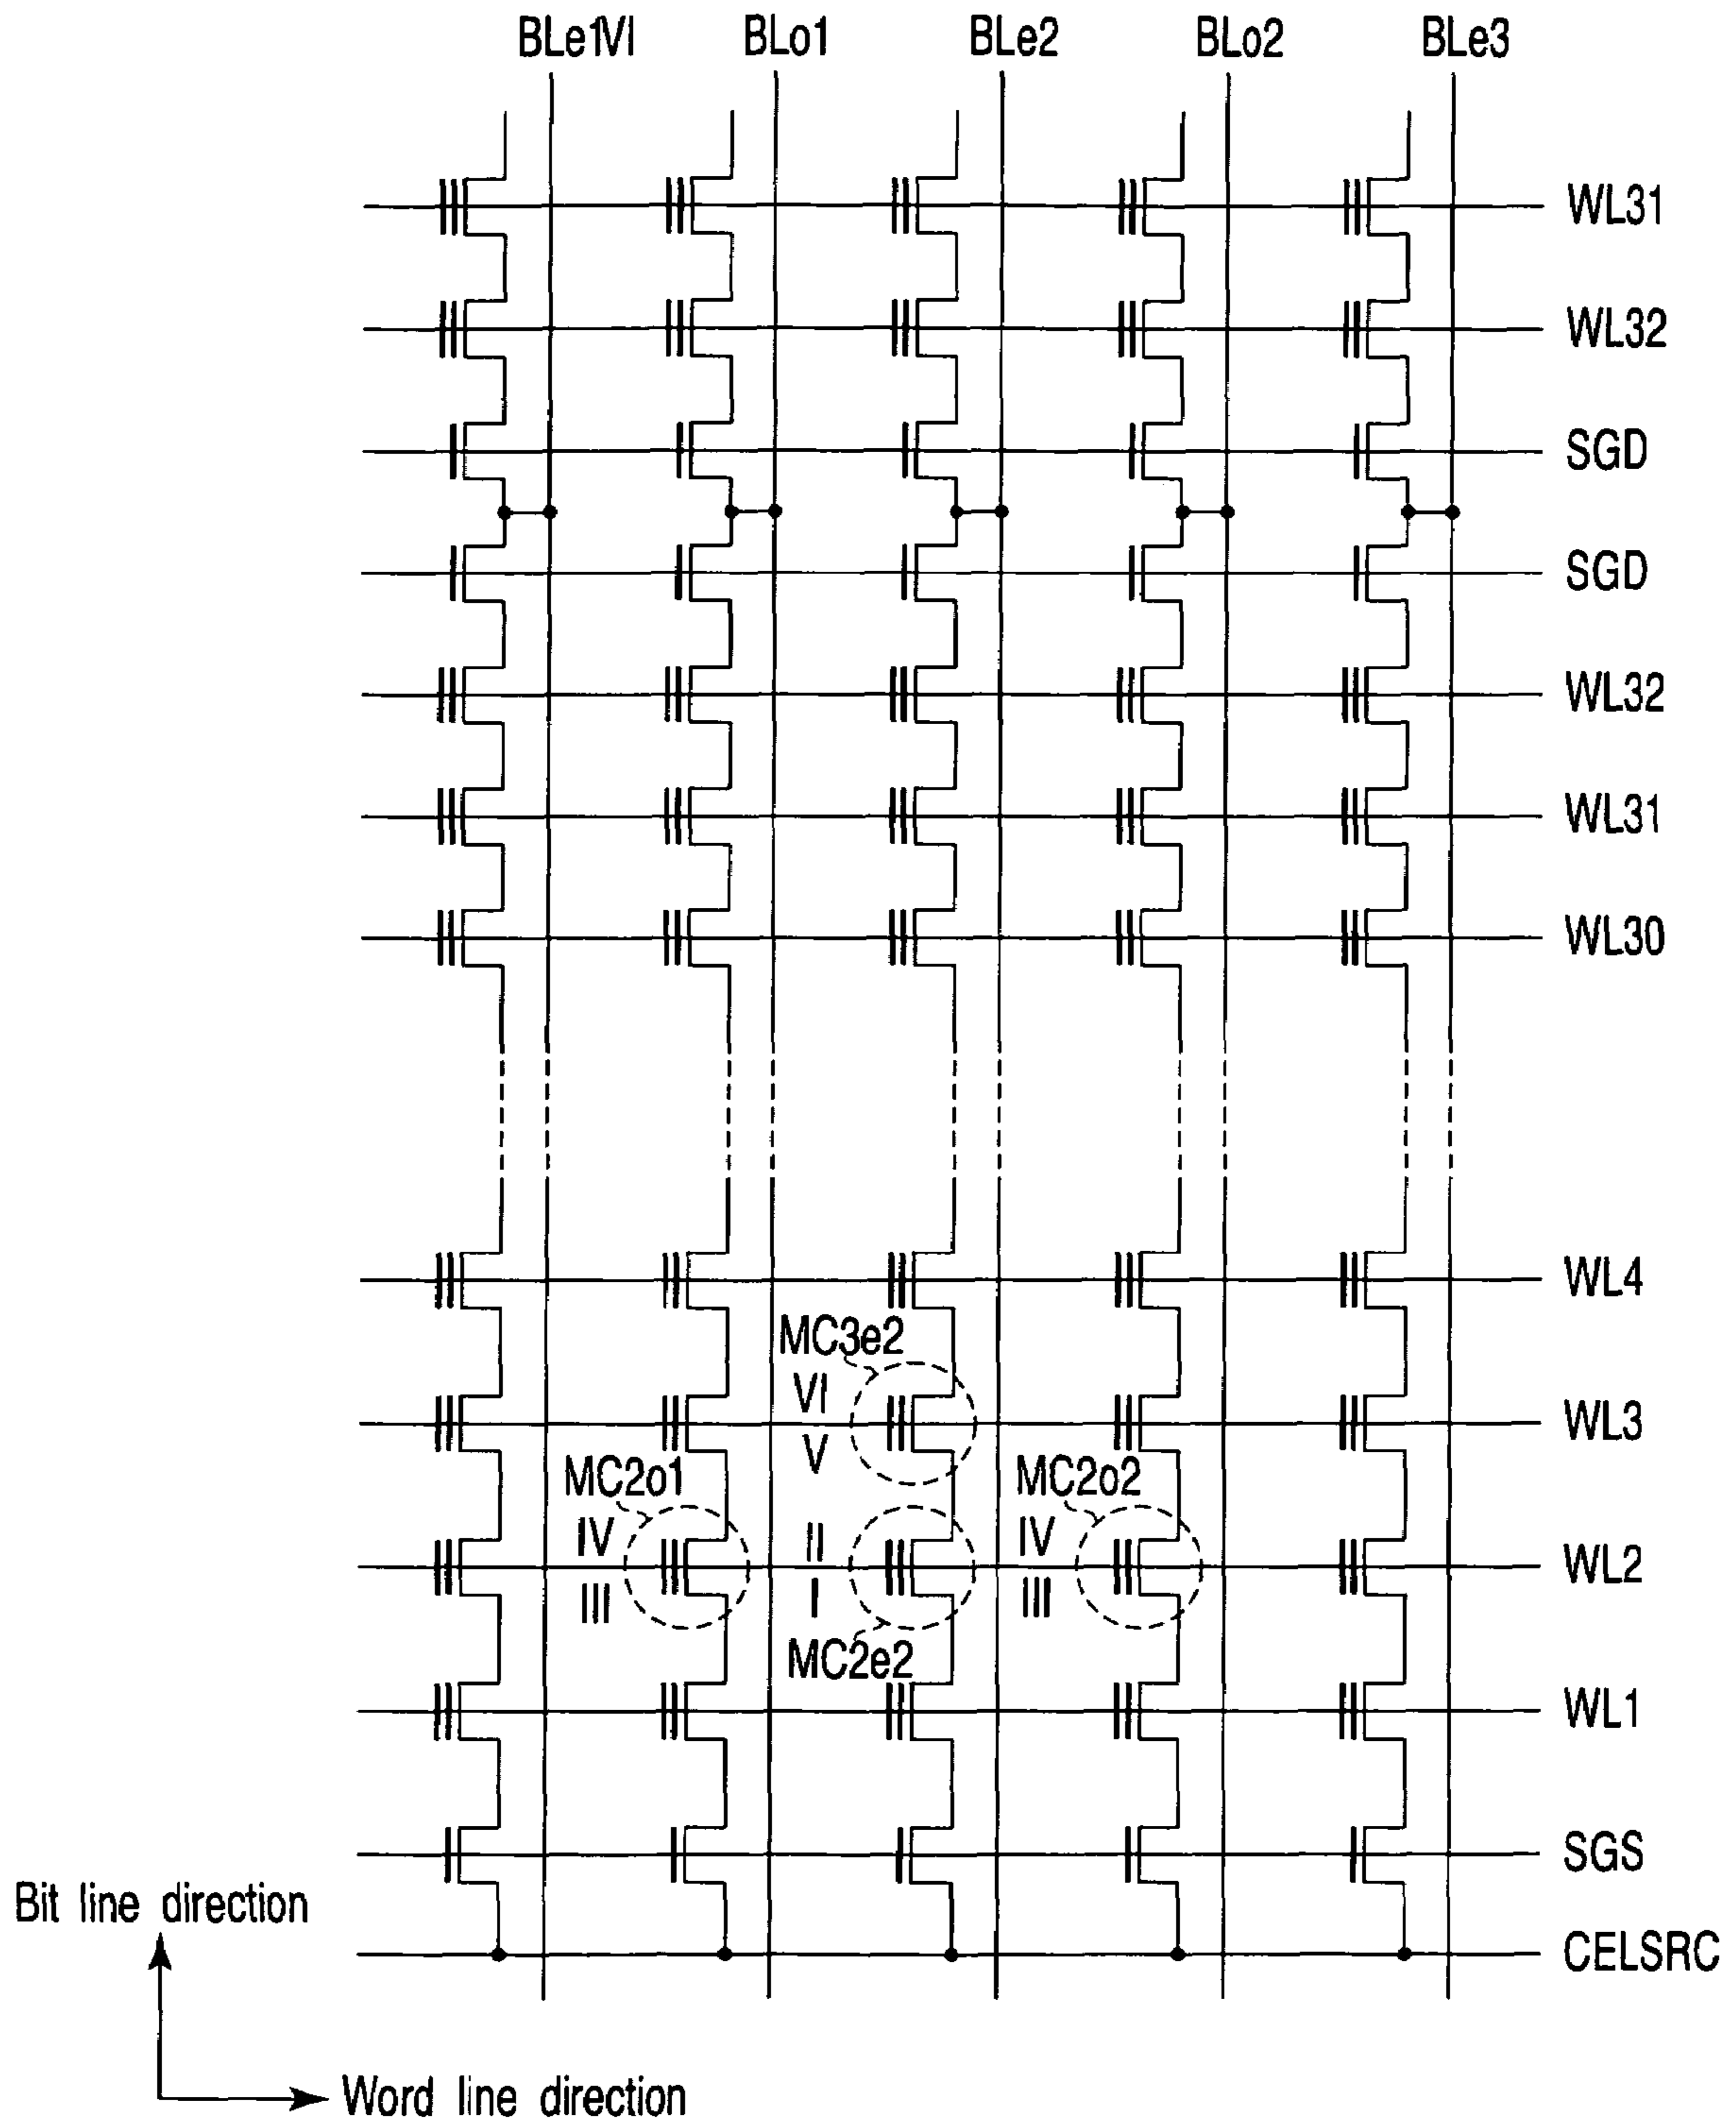 BLe1VI BLo1 BLe2 BLo2 BLe3
WL31
WL32
SGD
SGD
WL32
WL31
WL30
WL4
MC3e2
VI
WL3
V
MC2o1 MC2o2
IV II IV
WL2
III I III
MC2e2
WL1
SGS
Bit line direction
CELSRC
Word line direction